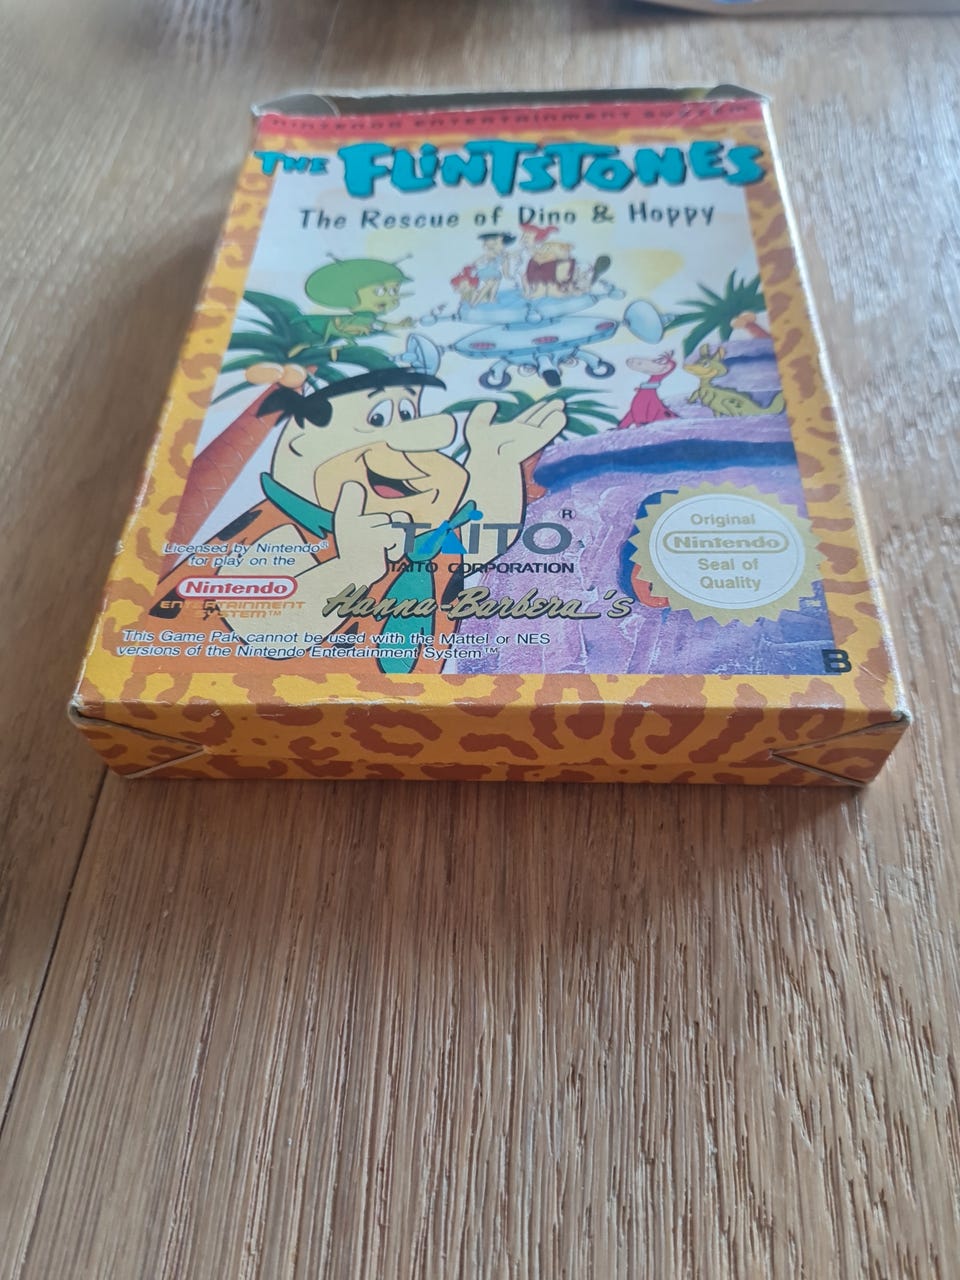 NINTENDO ENTERTAINMENT SYSTEM
THE FLINTSTONES
The Rescue of Dino & Hoppy
TAITO®
TAITO CORPORATION
Hanna-Barbera's
Licensed by Nintendo®
for play on the
Nintendo
ENTERTAINMENT
SYSTEM™
This Game Pak cannot be used with the Mattel or NES
versions of the Nintendo Entertainment System™
Original
Nintendo
Seal of
Quality
B